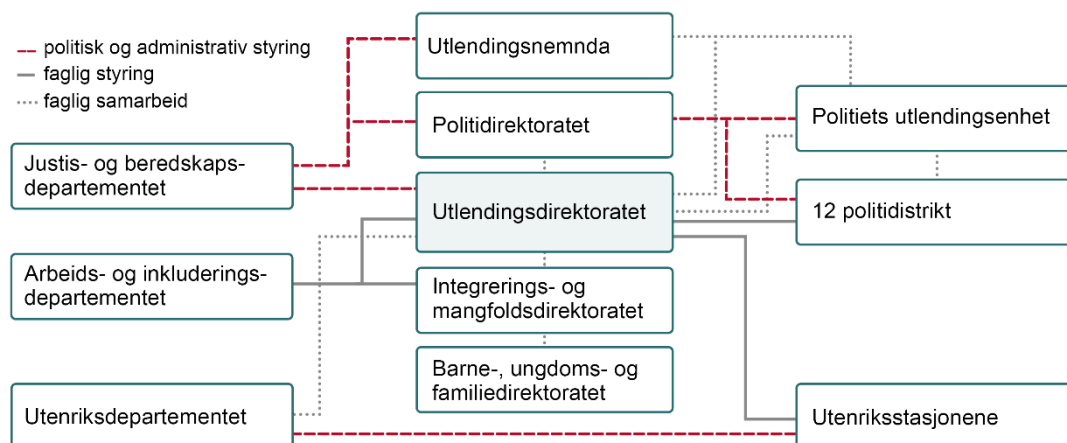 politisk og administrativ styring
faglig styring
faglig samarbeid
Justis- og beredskaps-
departementet
Arbeids- og inkluderings-
departementet
Utenriksdepartementet
Utlendingsnemnda
Politidirektoratet
Utlendingsdirektoratet
Integrerings- og
mangfoldsdirektoratet
Barne-, ungdoms- og
familiedirektoratet
Politiets utlendingsenhet
12 politidistrikt
Utenriksstasjonene